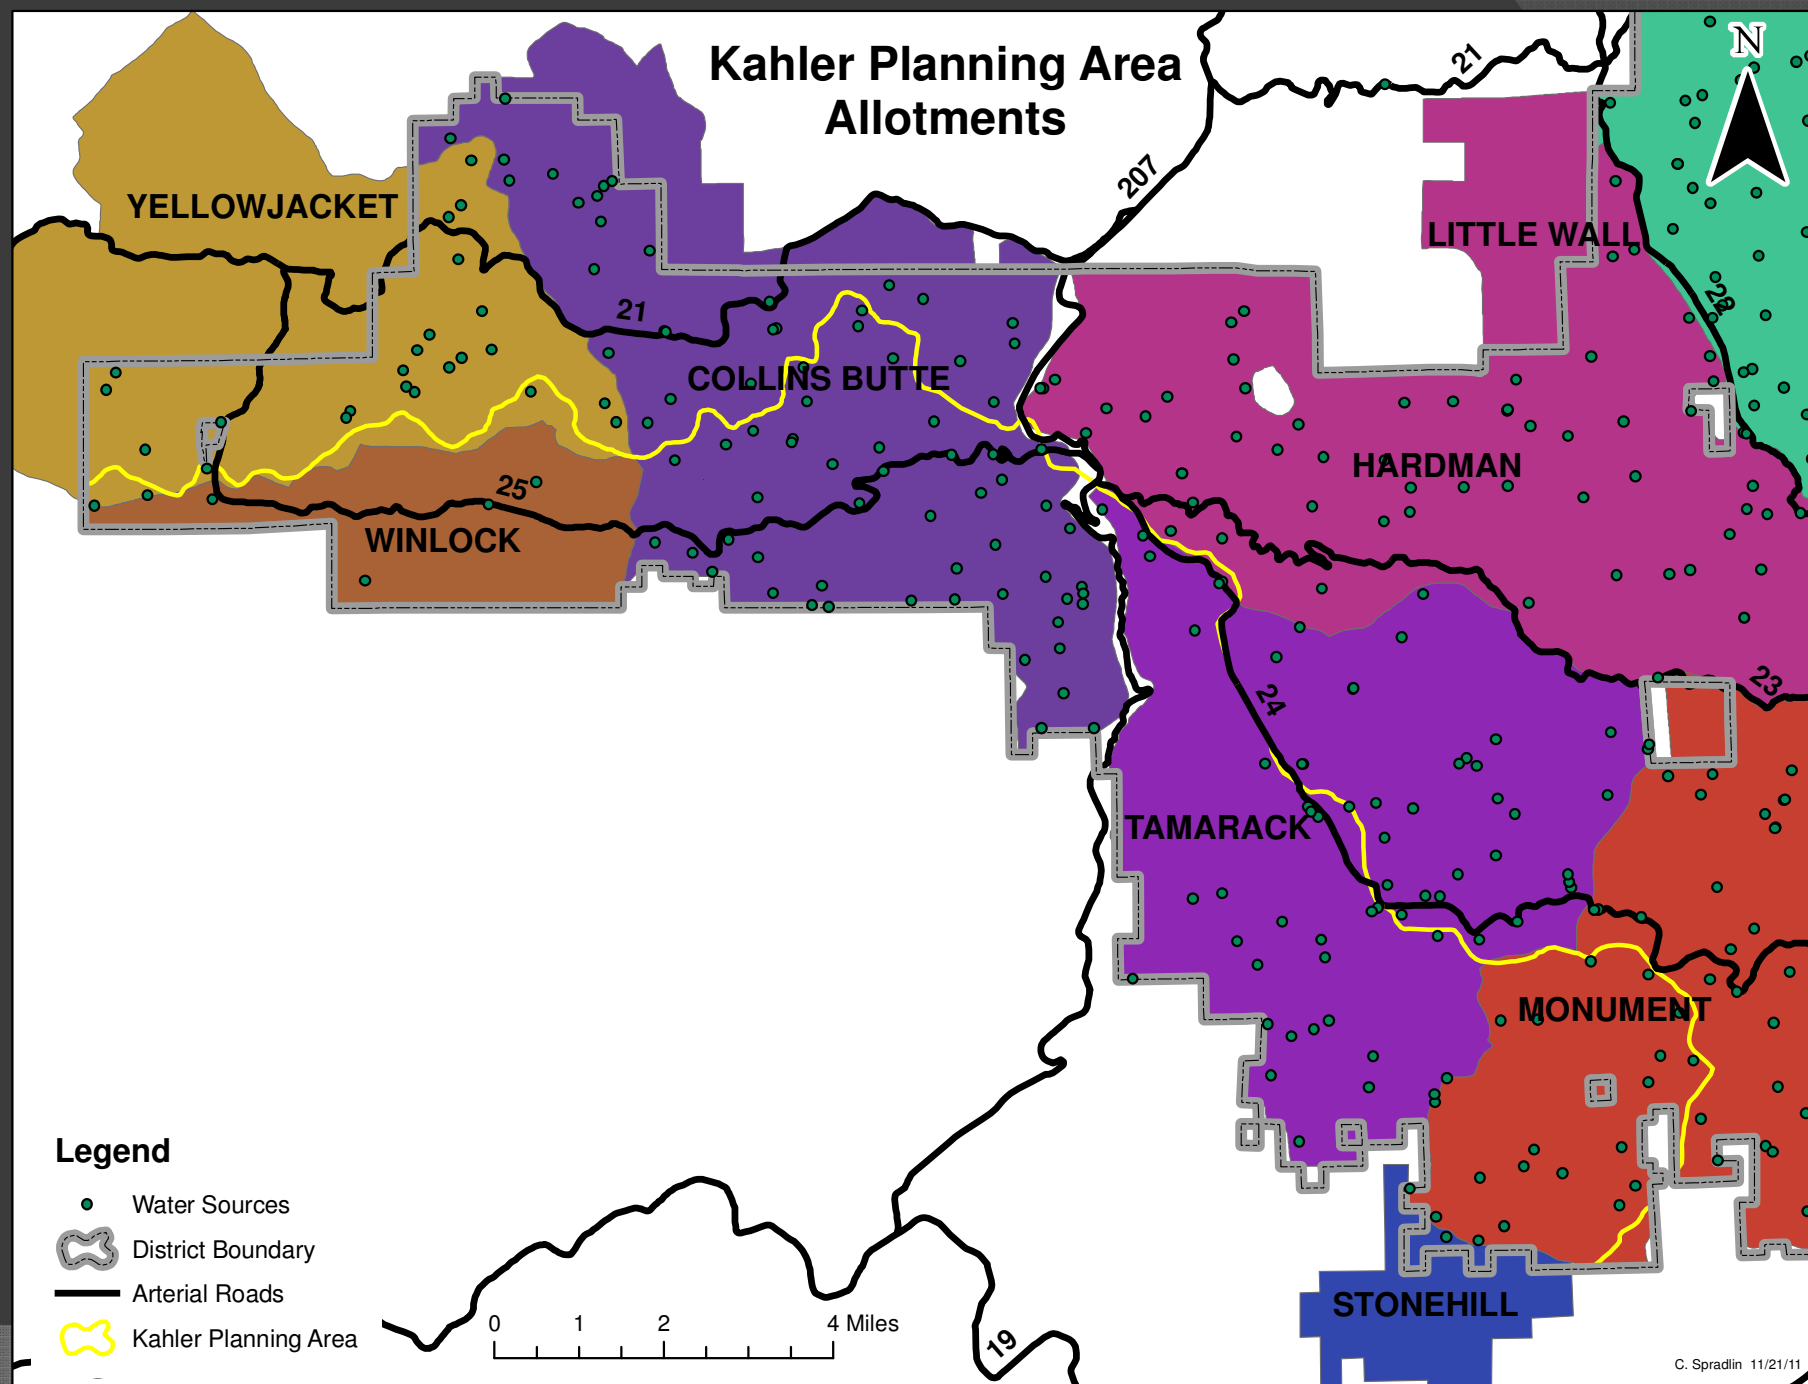 Kahler Planning Area
Allotments
N
21
207
YELLOWJACKET
LITTLE WALL
22
21
COLLINS BUTTE
HARDMAN
25
WINLOCK
23
24
TAMARACK
MONUMENT
Legend
Water Sources
District Boundary
Arterial Roads
Kahler Planning Area
0 1 2 4 Miles
STONEHILL
19
C. Spradlin 11/21/11